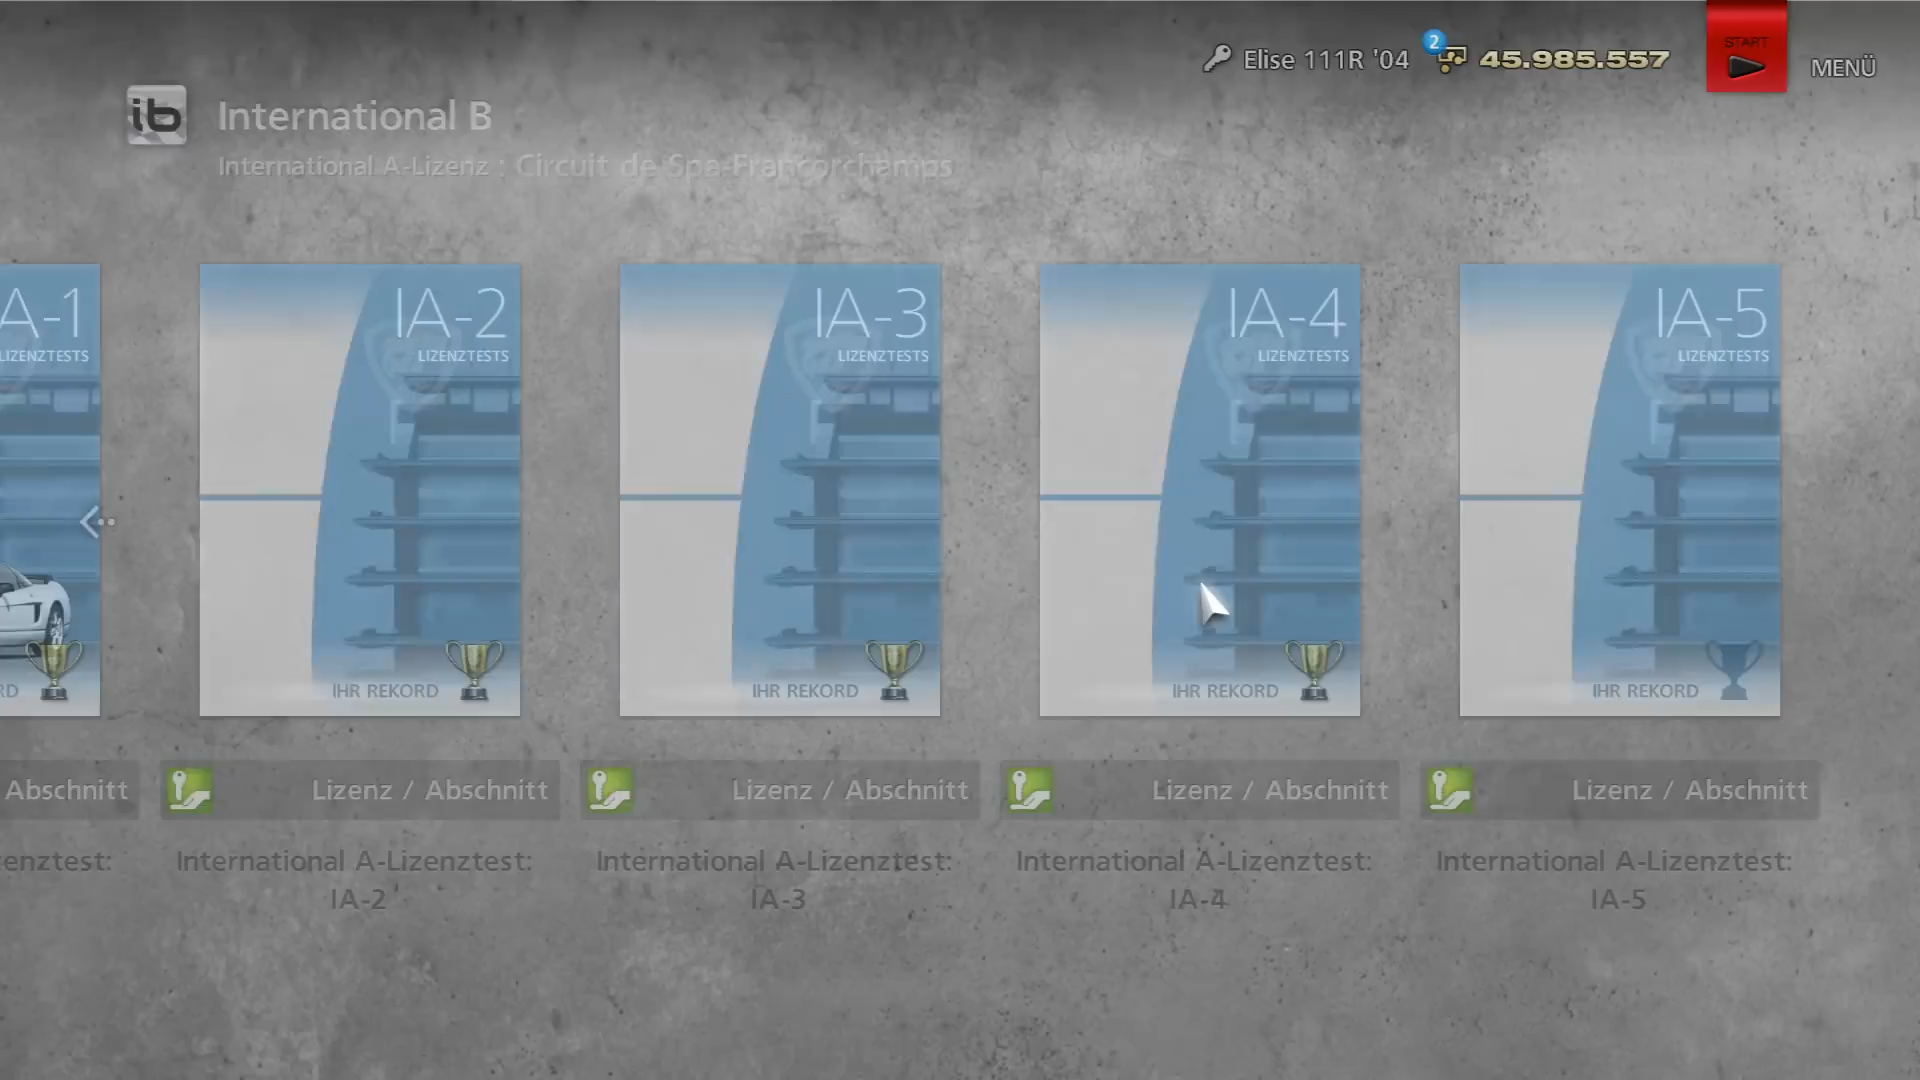 Elise 111R '04
2
45.985.557
START
MENÜ
ib
International B
International A-Lizenz : Circuit de Spa-Francorchamps
A-1
LIZENZTESTS
RD
IA-2
LIZENZTESTS
IHR REKORD
IA-3
LIZENZTESTS
IHR REKORD
IA-4
LIZENZTESTS
IHR REKORD
IA-5
LIZENZTESTS
IHR REKORD
Abschnitt
Lizenz / Abschnitt
Lizenz / Abschnitt
Lizenz / Abschnitt
Lizenz / Abschnitt
enztest:
International A-Lizenztest:
IA-2
International A-Lizenztest:
IA-3
International A-Lizenztest:
IA-4
International A-Lizenztest:
IA-5